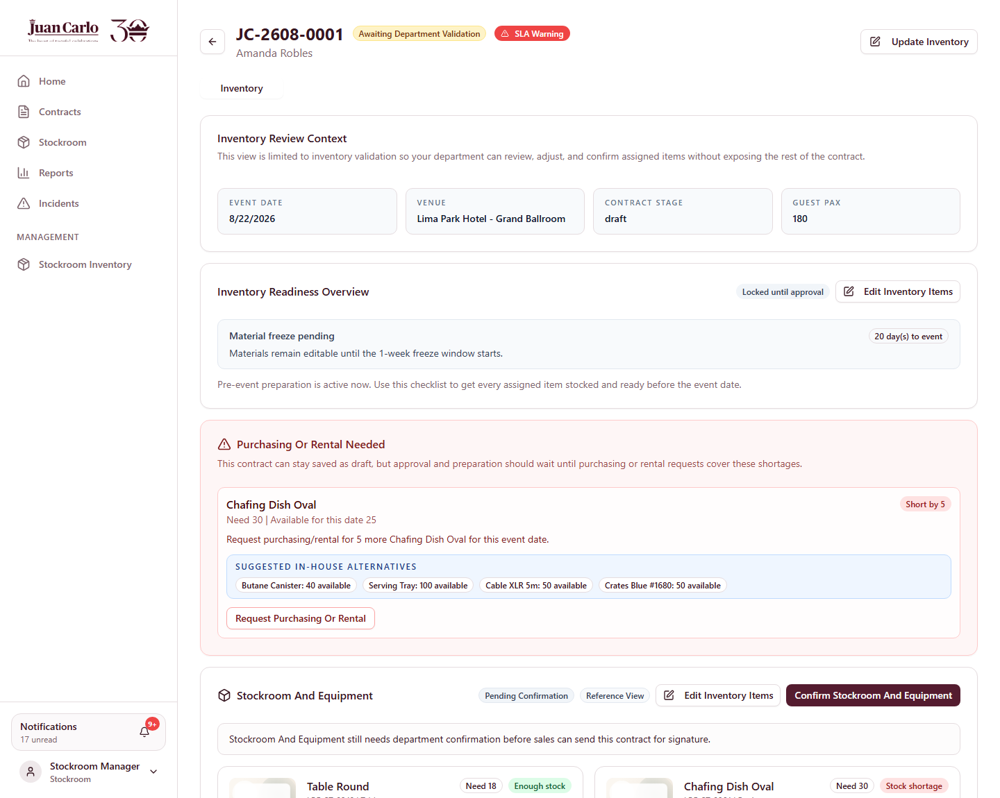 Juan Carlo 30
Home
Contracts
Stockroom
Reports
Incidents
MANAGEMENT
Stockroom Inventory
Notifications
17 unread
9+
Stockroom Manager
Stockroom
JC-2608-0001
Awaiting Department Validation
SLA Warning
Amanda Robles
Update Inventory
Inventory
Inventory Review Context
This view is limited to inventory validation so your department can review, adjust, and confirm assigned items without exposing the rest of the contract.
EVENT DATE
8/22/2026
VENUE
Lima Park Hotel - Grand Ballroom
CONTRACT STAGE
draft
GUEST PAX
180
Inventory Readiness Overview
Locked until approval
Edit Inventory Items
Material freeze pending
20 day(s) to event
Materials remain editable until the 1-week freeze window starts.
Pre-event preparation is active now. Use this checklist to get every assigned item stocked and ready before the event date.
Purchasing Or Rental Needed
This contract can stay saved as draft, but approval and preparation should wait until purchasing or rental requests cover these shortages.
Chafing Dish Oval
Short by 5
Need 30 | Available for this date 25
Request purchasing/rental for 5 more Chafing Dish Oval for this event date.
SUGGESTED IN-HOUSE ALTERNATIVES
Butane Canister: 40 available
Serving Tray: 100 available
Cable XLR 5m: 50 available
Crates Blue #1680: 50 available
Request Purchasing Or Rental
Stockroom And Equipment
Pending Confirmation
Reference View
Edit Inventory Items
Confirm Stockroom And Equipment
Stockroom And Equipment still needs department confirmation before sales can send this contract for signature.
Table Round
Need 18
Enough stock
Chafing Dish Oval
Need 30
Stock shortage